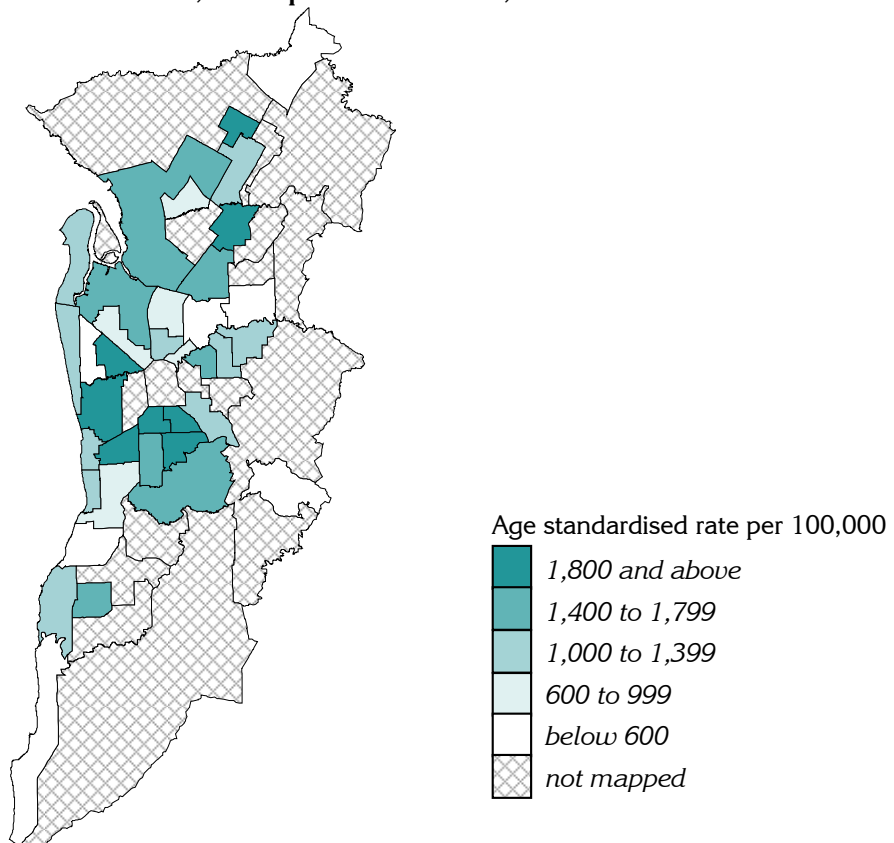 Age standardised rate per 100,000
1,800 and above
1,400 to 1,799
1,000 to 1,399
600 to 999
below 600
not mapped